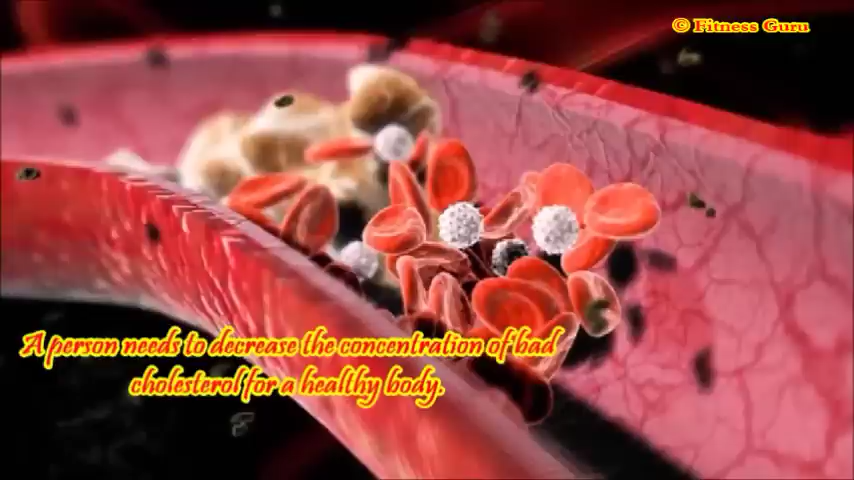 © Fitness Guru
A person needs to decrease the concentration of bad
cholesterol for a healthy body.